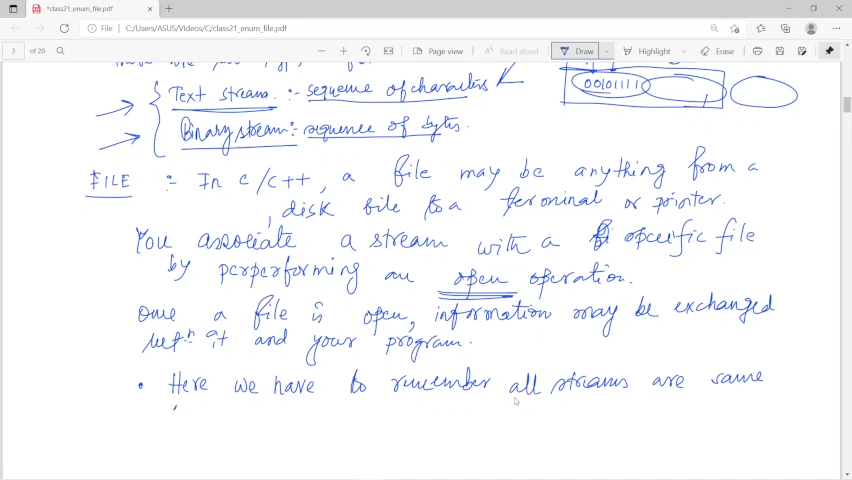 *class21_enum_file.pdf
File C:/Users/ASUS/Videos/C/class21_enum_file.pdf
3 of 20 Page view Read aloud Draw Highlight Erase
Text stream :- sequence of characters
00101111
Binary stream :- sequence of bytes.
FILE :- In C/C++, a file may be anything from a
disk file to a terminal or printer.
You associate a stream with a specific file
by perperforming an open operation.
Once a file is open, information may be exchanged
betn it and your program.
• Here we have to remember all streams are same